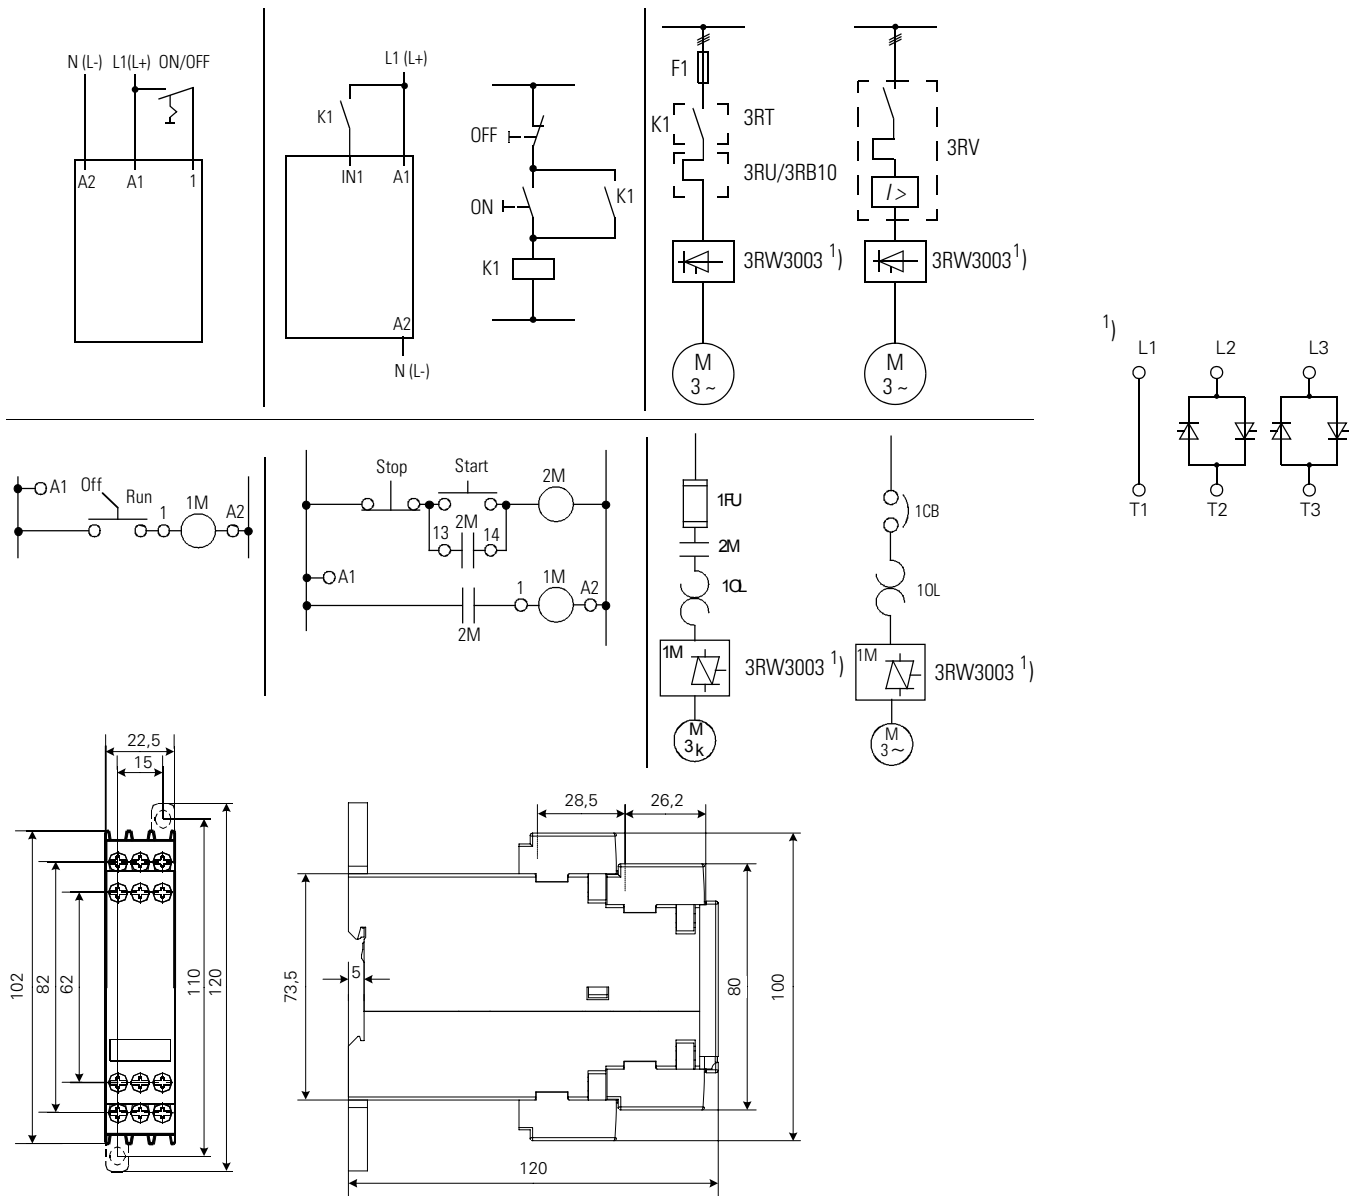 N (L-) L1(L+) ON/OFF
A2 A1 1
L1 (L+)
K1
IN1 A1
A2
N (L-)
OFF
ON
K1
K1
F1
K1
3RT
3RU/3RB10
3RW3003 1)
M
3 ~
3RV
I >
3RW3003 1)
M
3 ~
1)
L1 L2 L3
T1 T2 T3
A1
Off
Run
1 1M A2
Stop Start 2M
2M
13 14
A1
1 1M A2
2M
1FU
2M
1OL
1M
3RW3003 1)
M
3k
1CB
1OL
1M
3RW3003 1)
M
3~
22,5
15
102
82
62
110
120
28,5 26,2
73,5
5
80
100
120